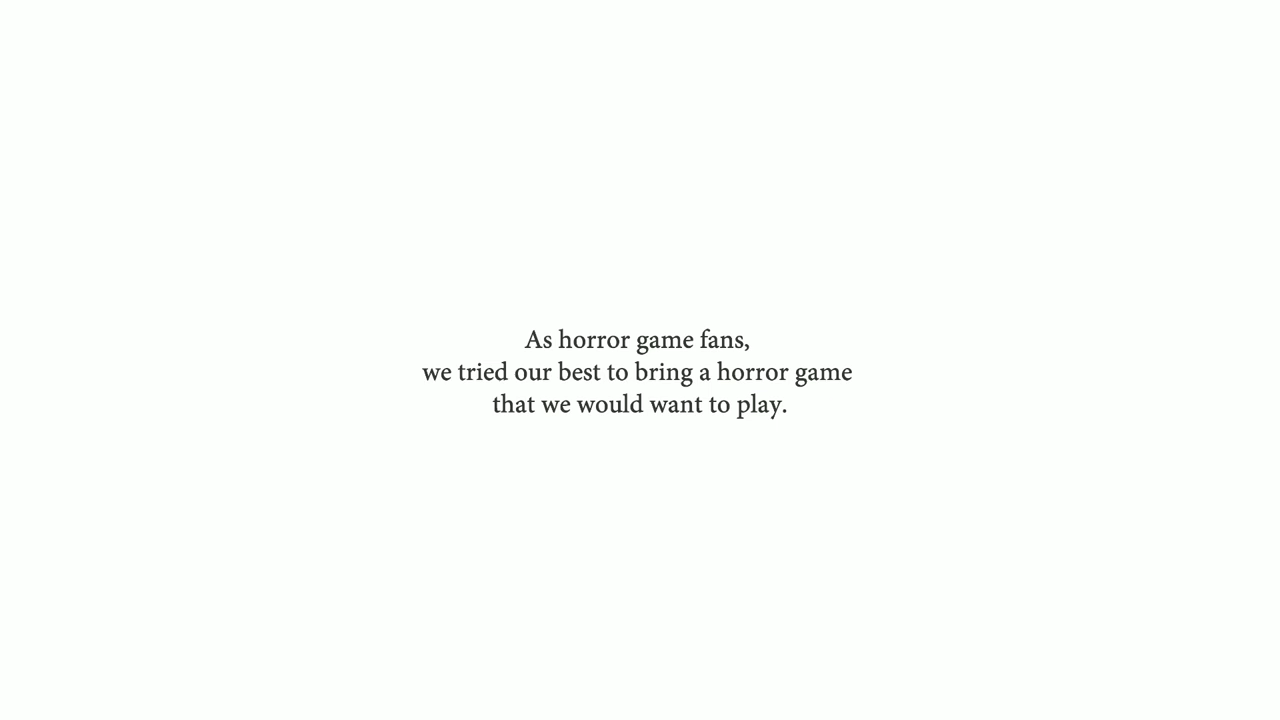 As horror game fans,
we tried our best to bring a horror game
that we would want to play.